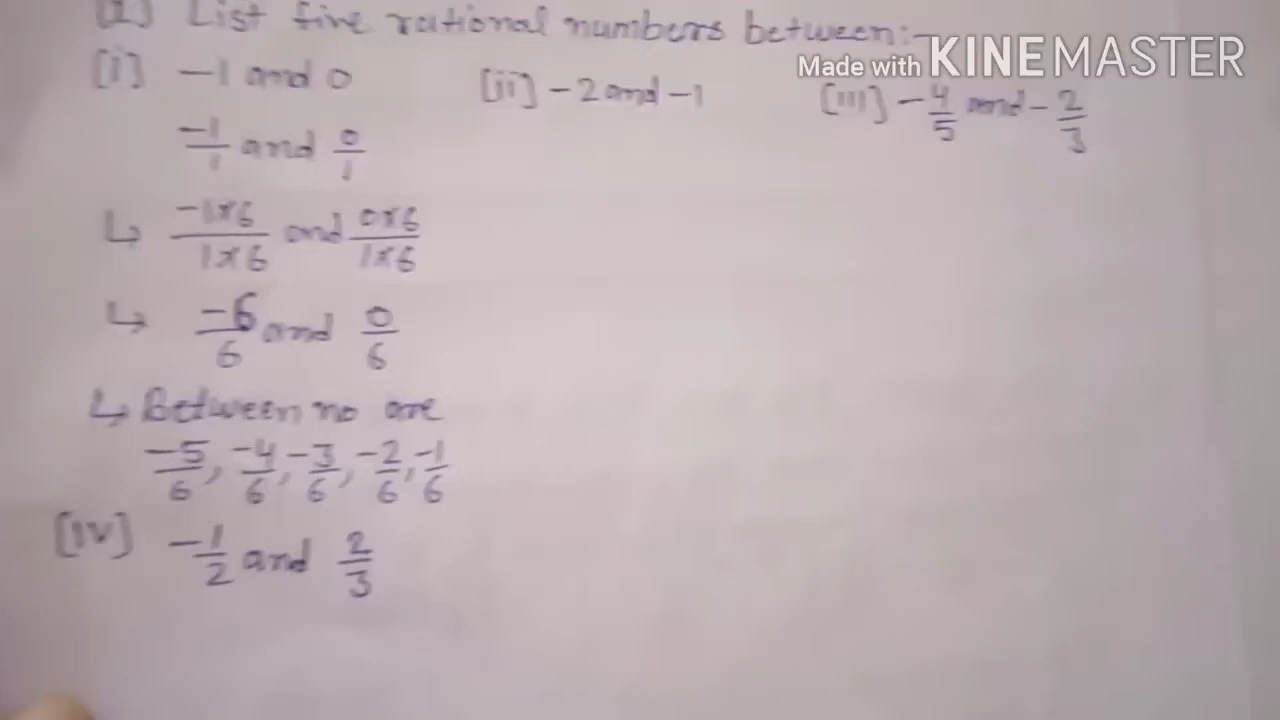 [1] List five rational numbers between:-
Made with KINEMASTER
[i] -1 and 0 [ii] -2 and -1 [iii] -4/5 and -2/3
-1/1 and 0/1
↳ -1×6/1×6 and 0×6/1×6
↳ -6/6 and 0/6
↳ Between no are
-5/6, -4/6, -3/6, -2/6, -1/6
[iv] -1/2 and 2/3